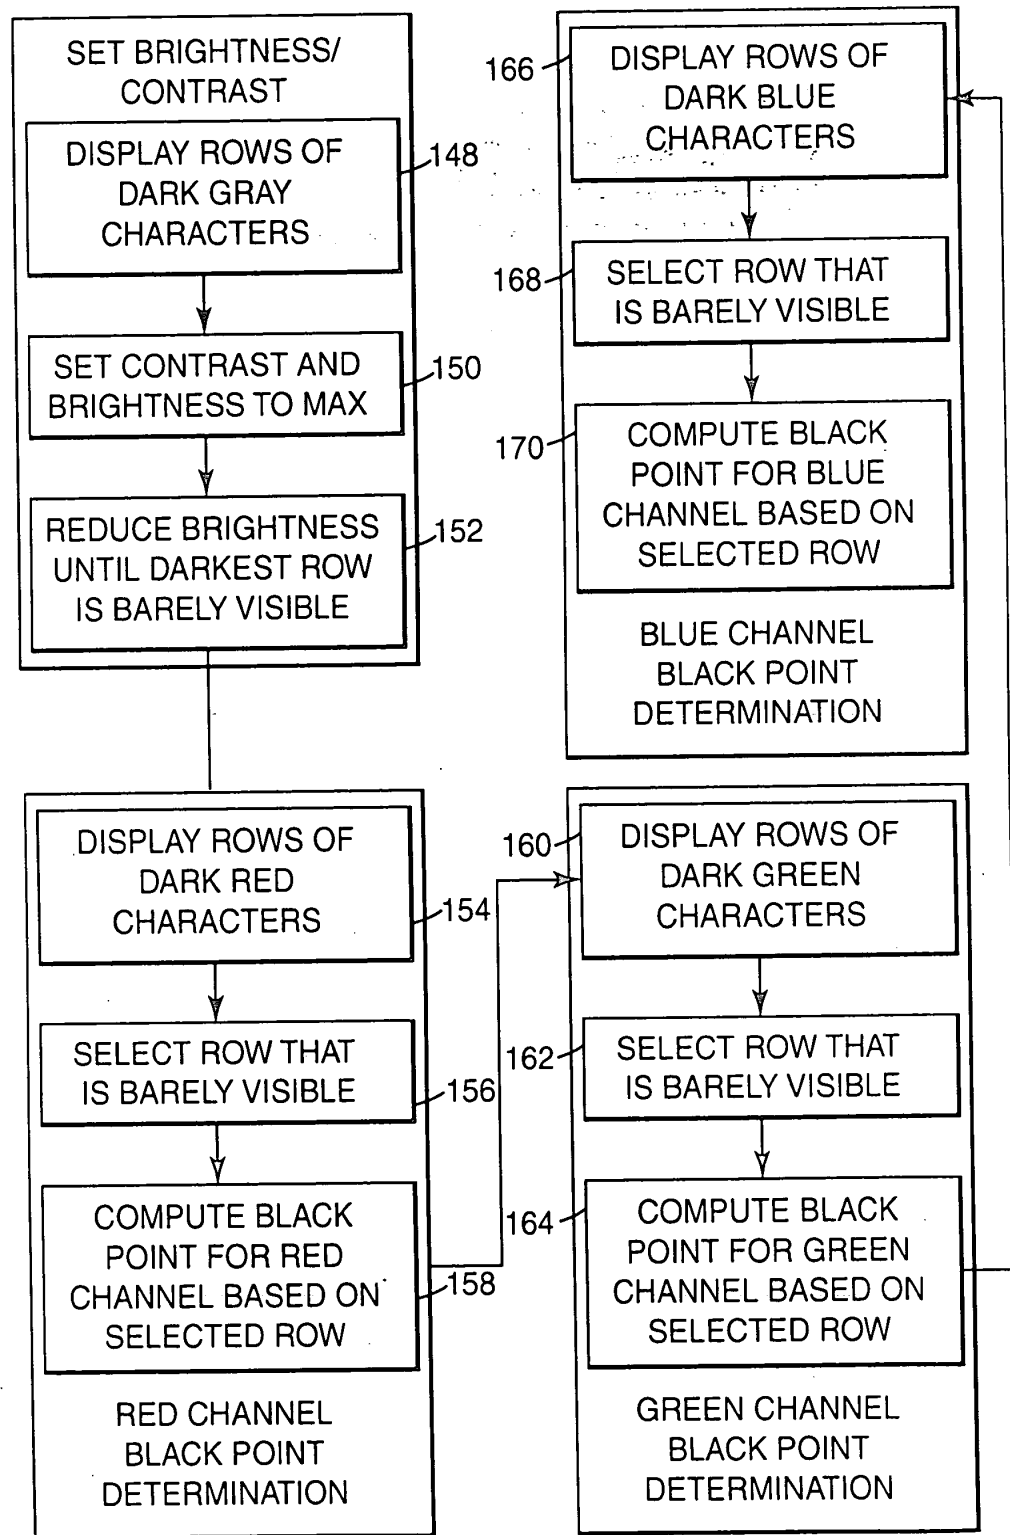 SET BRIGHTNESS/
CONTRAST
DISPLAY ROWS OF
DARK GRAY
CHARACTERS
148
SET CONTRAST AND
BRIGHTNESS TO MAX
150
REDUCE BRIGHTNESS
UNTIL DARKEST ROW
IS BARELY VISIBLE
152
DISPLAY ROWS OF
DARK RED
CHARACTERS
154
SELECT ROW THAT
IS BARELY VISIBLE
156
COMPUTE BLACK
POINT FOR RED
CHANNEL BASED ON
SELECTED ROW
158
RED CHANNEL
BLACK POINT
DETERMINATION
160
DISPLAY ROWS OF
DARK GREEN
CHARACTERS
162
SELECT ROW THAT
IS BARELY VISIBLE
164
COMPUTE BLACK
POINT FOR GREEN
CHANNEL BASED ON
SELECTED ROW
GREEN CHANNEL
BLACK POINT
DETERMINATION
166
DISPLAY ROWS OF
DARK BLUE
CHARACTERS
168
SELECT ROW THAT
IS BARELY VISIBLE
170
COMPUTE BLACK
POINT FOR BLUE
CHANNEL BASED ON
SELECTED ROW
BLUE CHANNEL
BLACK POINT
DETERMINATION